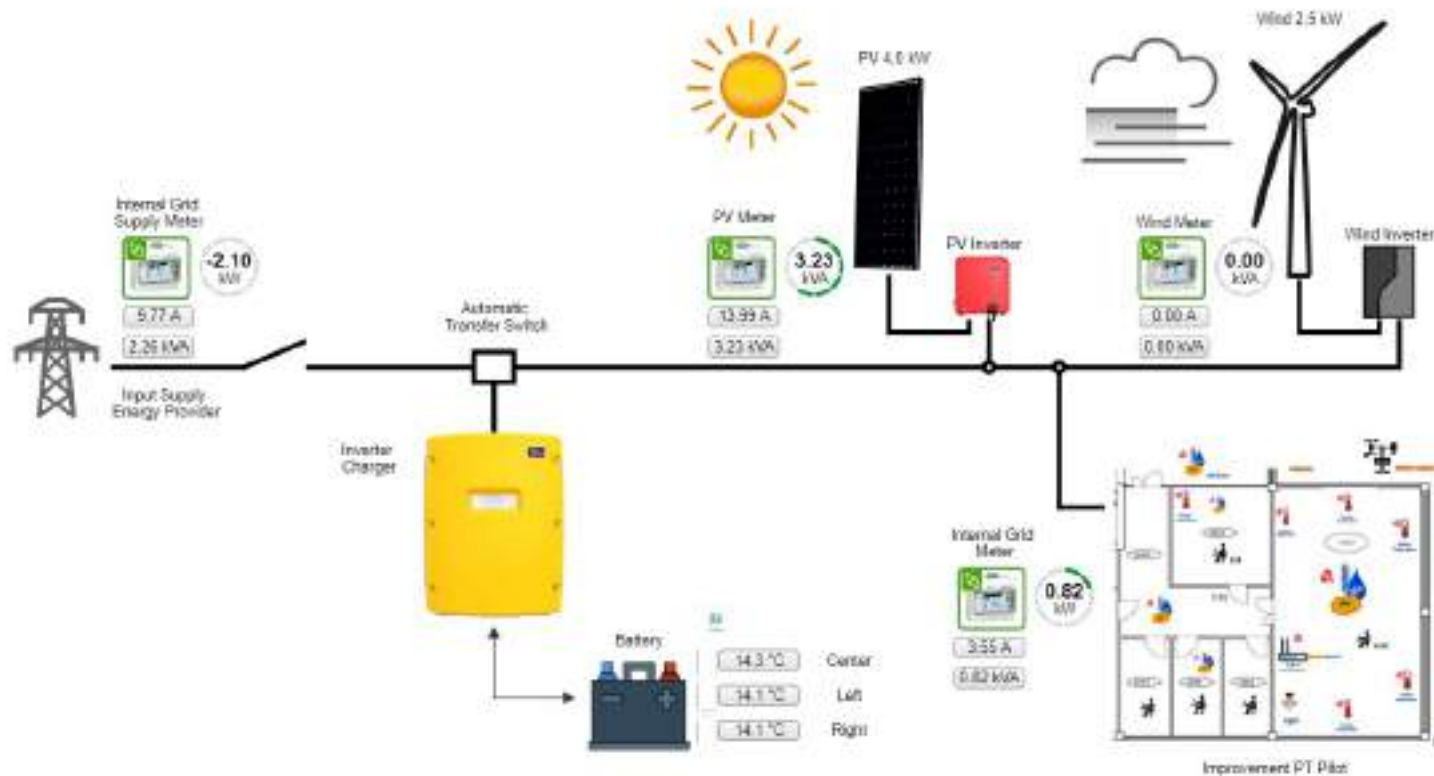 Wind 2.5 kW
PV 4.0 kW
Internal Grid
Supply Meter
-2.10
kW
9.77 A
2.26 kVA
Input Supply
Energy Provider
Automatic
Transfer Switch
PV Meter
3.23
kVA
13.99 A
3.23 kVA
PV Inverter
Wind Meter
0.00
kVA
0.00 A
0.00 kVA
Wind Inverter
Inverter
Charger
Battery
14.3 °C Center
14.1 °C Left
14.1 °C Right
Internal Grid
Meter
0.82
kW
3.55 A
0.82 kVA
Improvement PT Pilot